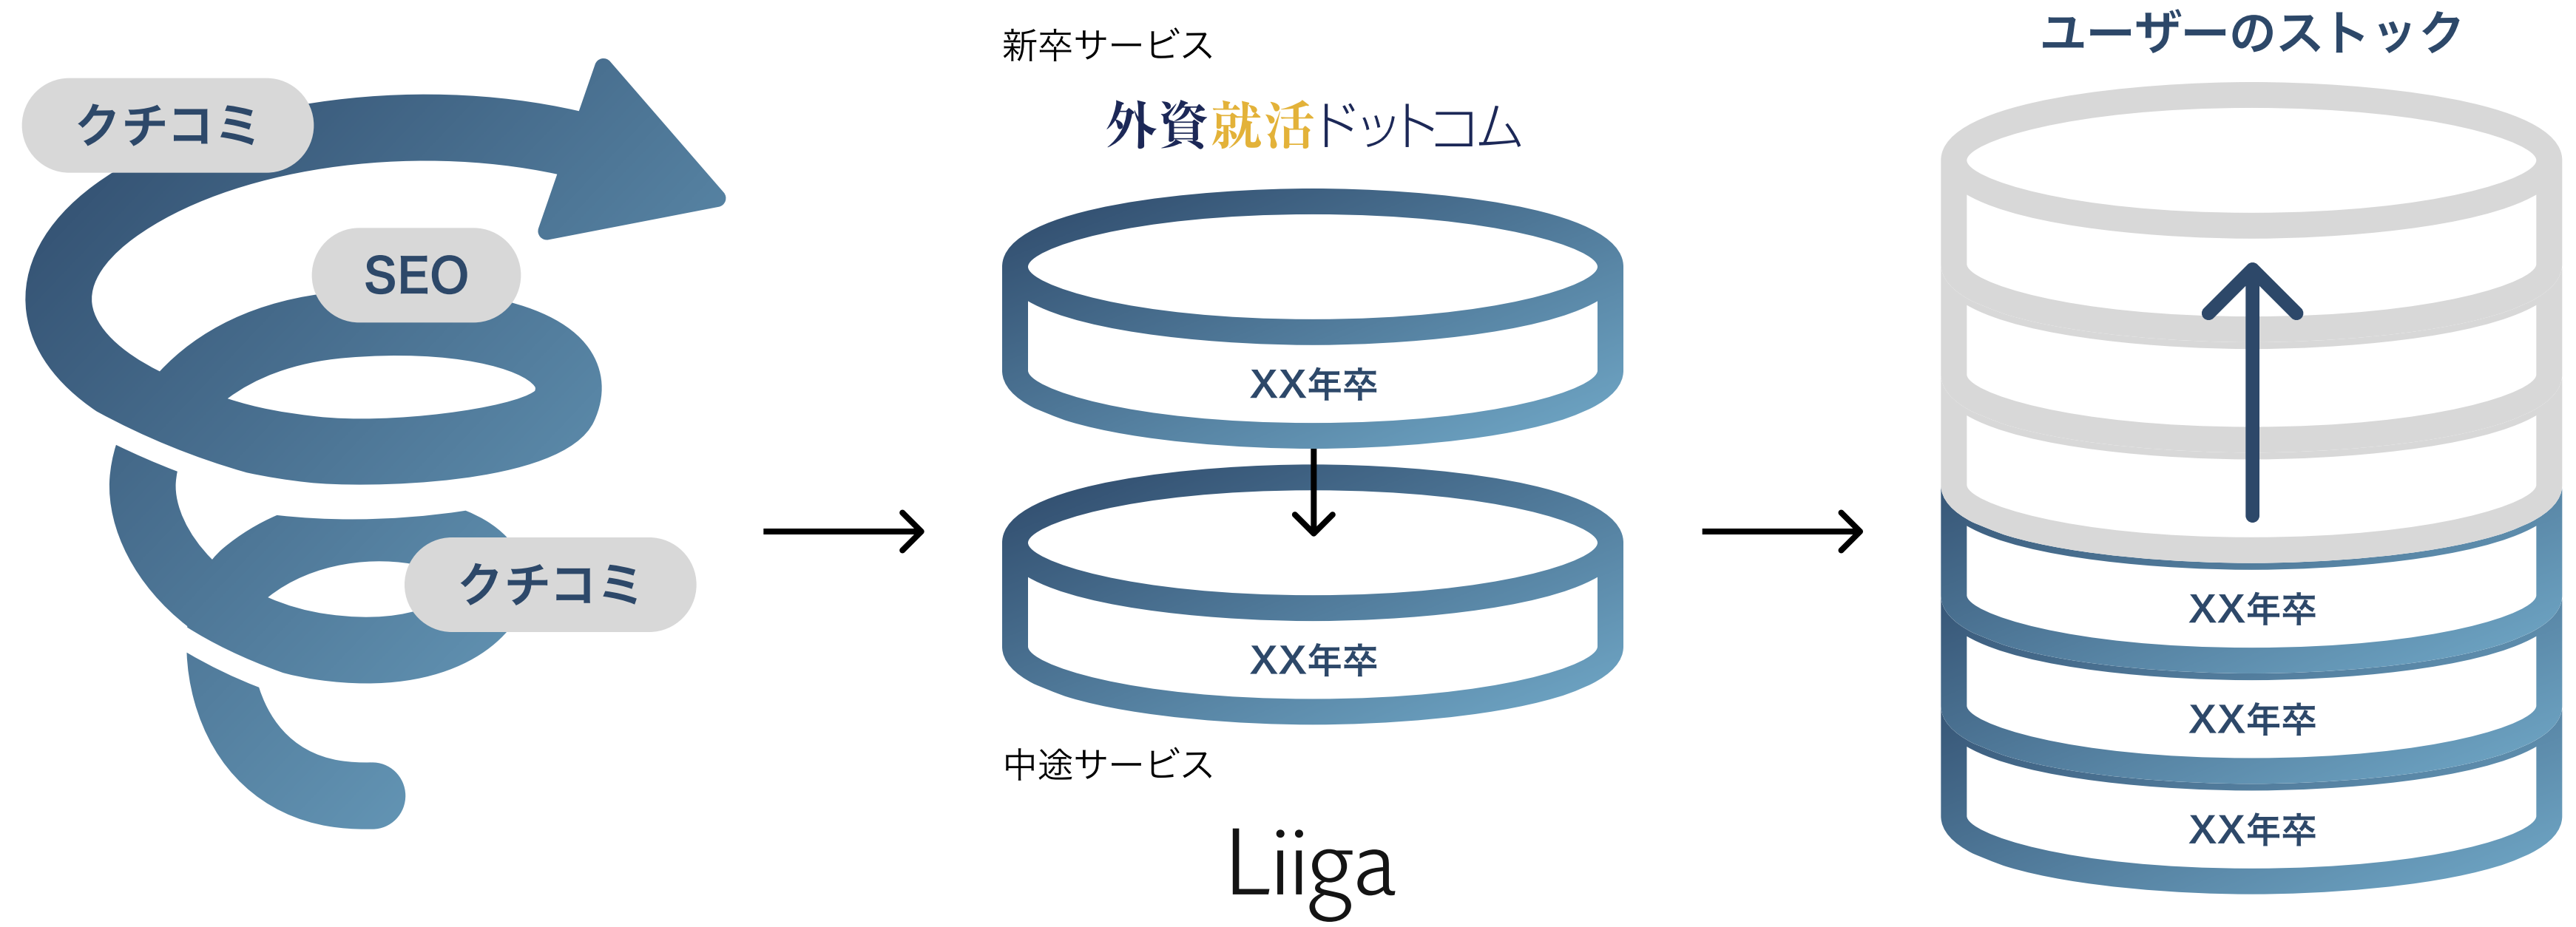 クチコミ
SEO
クチコミ
新卒サービス
外資就活ドットコム
XX年卒
XX年卒
中途サービス
Liiga
ユーザーのストック
XX年卒
XX年卒
XX年卒